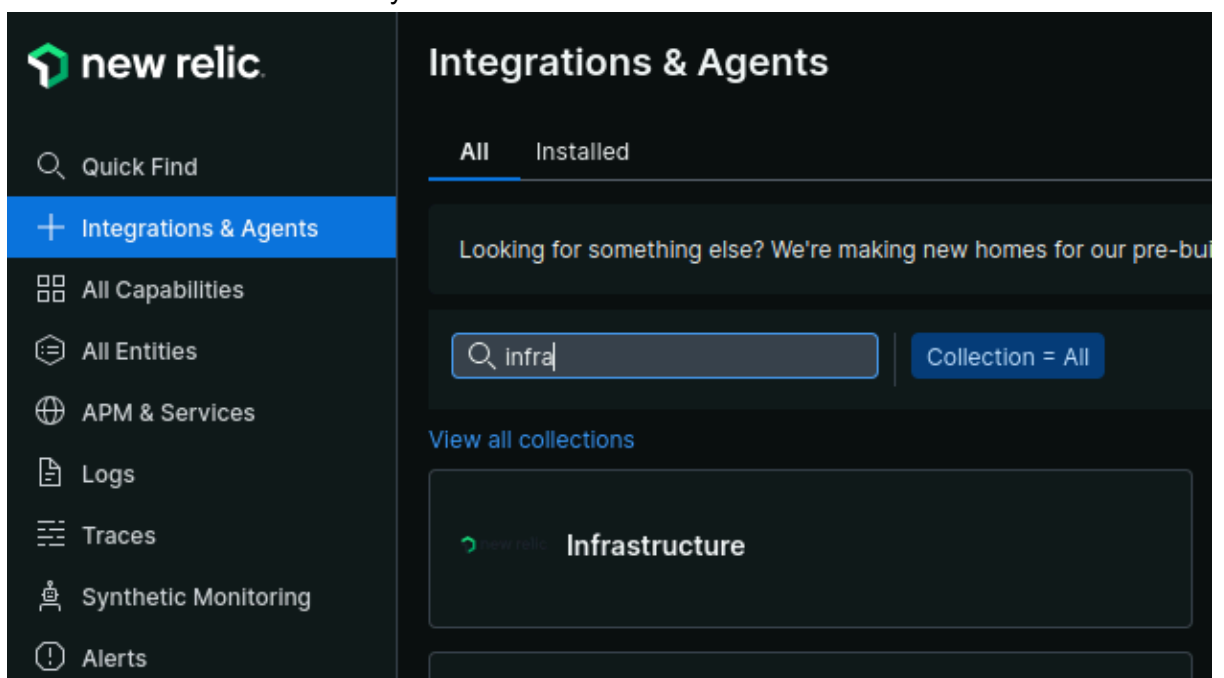 new relic.
Quick Find
Integrations & Agents
All Capabilities
All Entities
APM & Services
Logs
Traces
Synthetic Monitoring
Alerts
Integrations & Agents
All Installed
Looking for something else? We're making new homes for our pre-bui
infra
Collection = All
View all collections
new relic Infrastructure